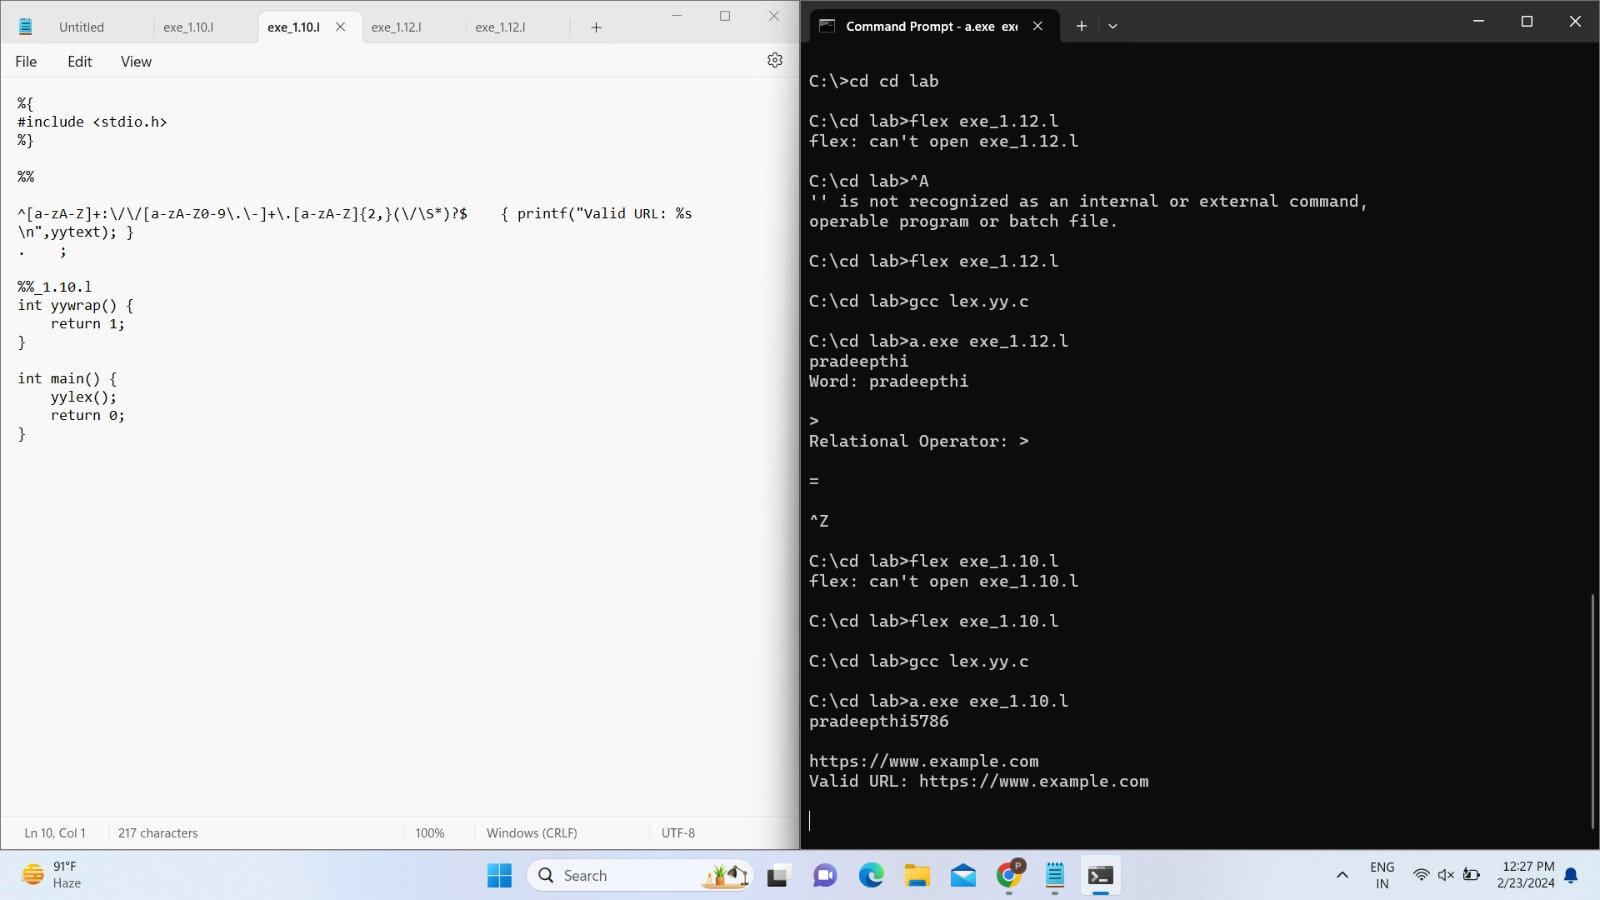 Untitled
exe_1.10.l
exe_1.10.l
exe_1.12.l
exe_1.12.l
File Edit View
%{
#include <stdio.h>
%}
%%
^[a-zA-Z]+:\/\/[a-zA-Z0-9\.\-]+\.[a-zA-Z]{2,}(\/\S*)?$    { printf("Valid URL: %s
\n",yytext); }
.    ;
%%_1.10.l
int yywrap() {
    return 1;
}
int main() {
    yylex();
    return 0;
}
Ln 10, Col 1
217 characters
100%
Windows (CRLF)
UTF-8
Command Prompt - a.exe exe
C:\>cd cd lab
C:\cd lab>flex exe_1.12.l
flex: can't open exe_1.12.l
C:\cd lab>^A
'' is not recognized as an internal or external command,
operable program or batch file.
C:\cd lab>flex exe_1.12.l
C:\cd lab>gcc lex.yy.c
C:\cd lab>a.exe exe_1.12.l
pradeepthi
Word: pradeepthi
>
Relational Operator: >
=
^Z
C:\cd lab>flex exe_1.10.l
flex: can't open exe_1.10.l
C:\cd lab>flex exe_1.10.l
C:\cd lab>gcc lex.yy.c
C:\cd lab>a.exe exe_1.10.l
pradeepthi5786
https://www.example.com
Valid URL: https://www.example.com
91°F
Haze
Search
P
ENG
IN
12:27 PM
2/23/2024